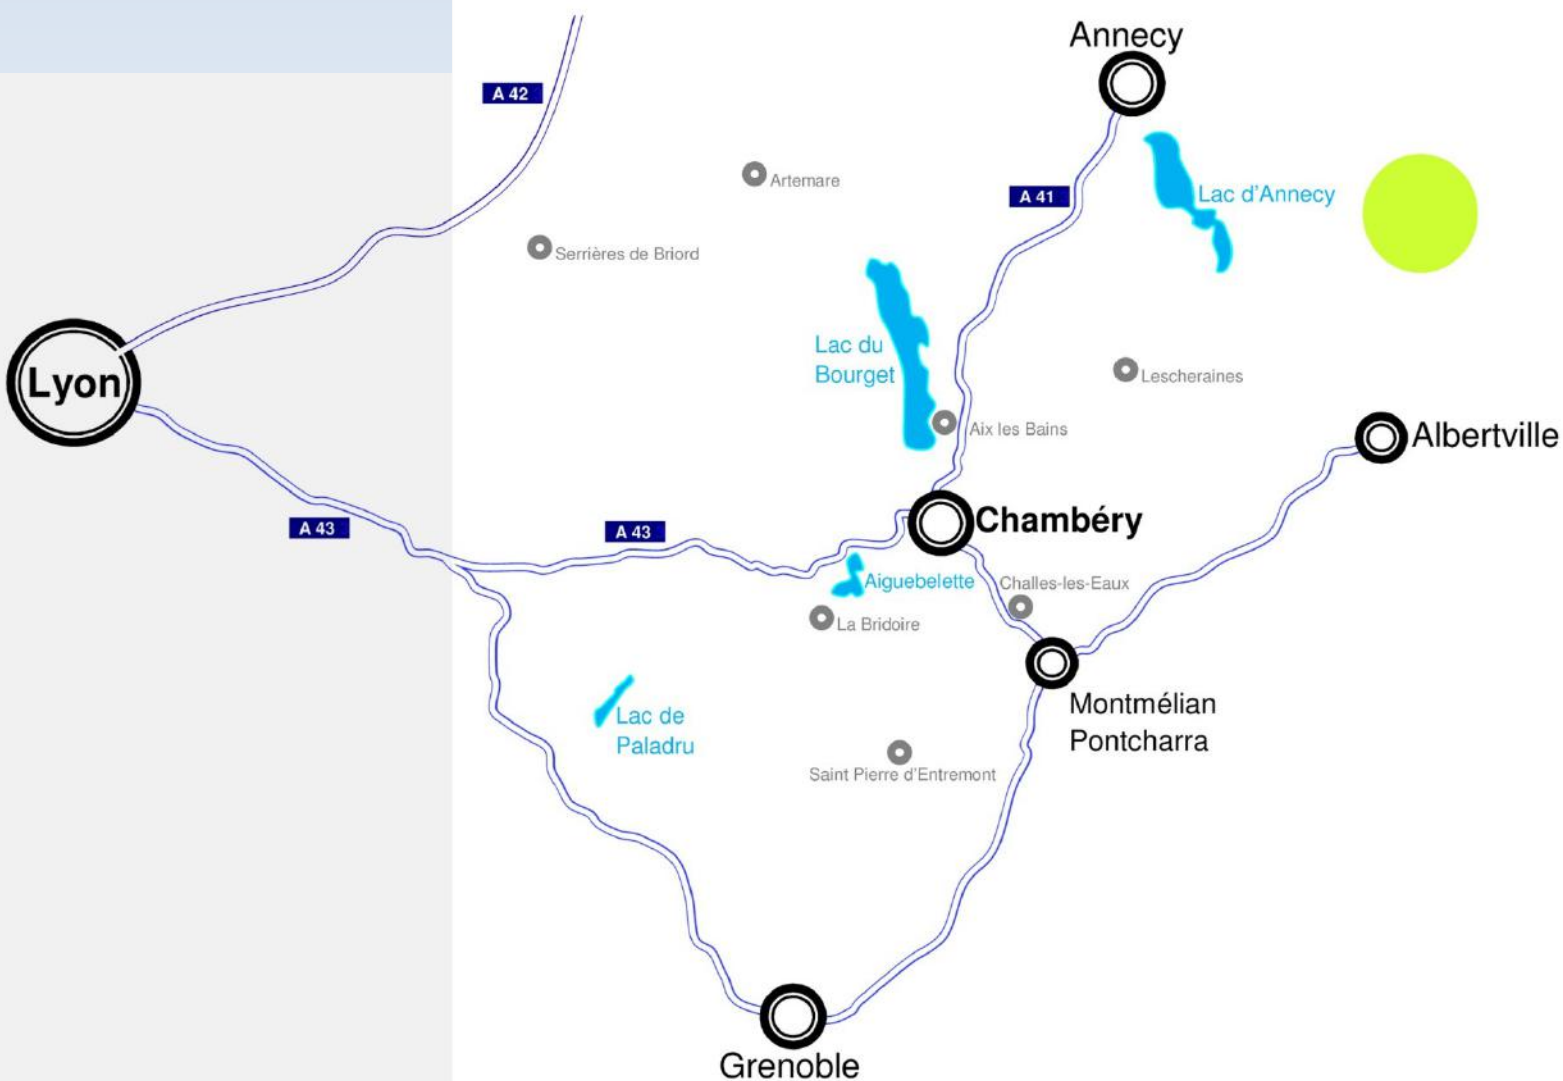 Annecy
A 42
Artemare
A 41
Lac d'Annecy
Serrières de Briord
Lac du
Bourget
Lescheraines
Lyon
Aix les Bains
Albertville
Chambéry
A 43
A 43
Aiguebelette
Challes-les-Eaux
La Bridoire
Montmélian
Pontcharra
Lac de
Paladru
Saint Pierre d'Entremont
Grenoble